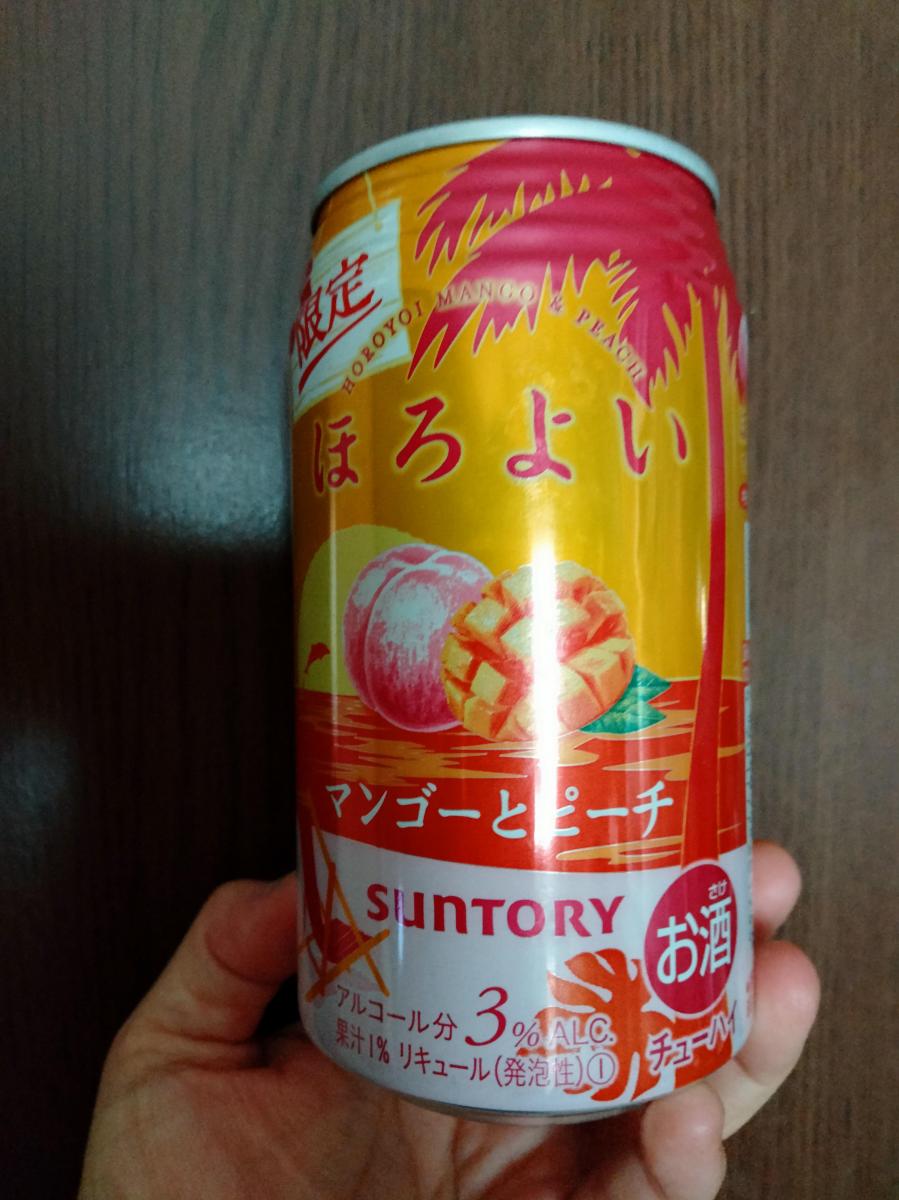 限定
HOROYOI MANGO & PEACH
ほろよい
マンゴーとピーチ
SUNTORY
さけ
お酒
アルコール分3%ALC.
果汁1% リキュール(発泡性)①
チューハイ